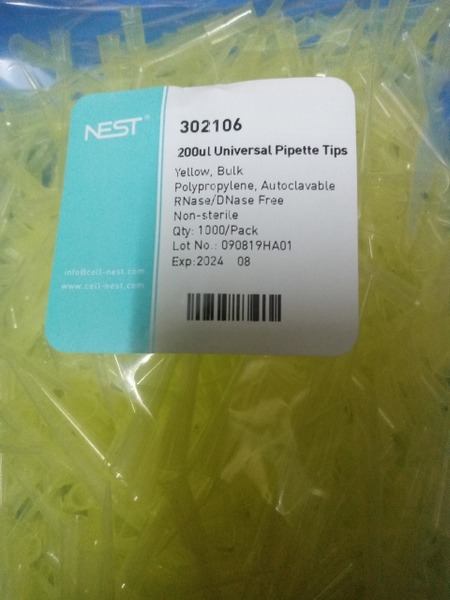 NEST®
302106
200ul Universal Pipette Tips
Yellow, Bulk
Polypropylene, Autoclavable
RNase/DNase Free
Non-sterile
Qty: 1000/Pack
Lot No.: 090819HA01
Exp:2024 08
info@cell-nest.com
www.cell-nest.com